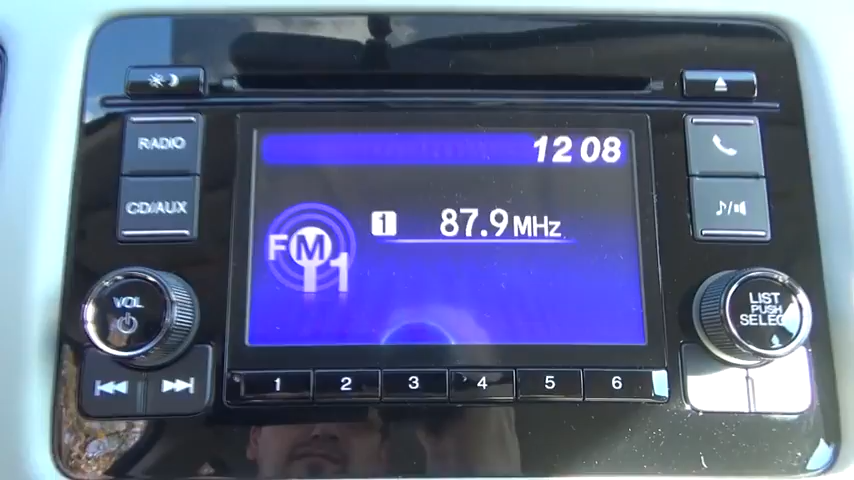 RADIO
CD/AUX
12 08
FM 1
1 87.9 MHz
♪/
VOL
LIST
PUSH
SELECT
1 2 3 4 5 6